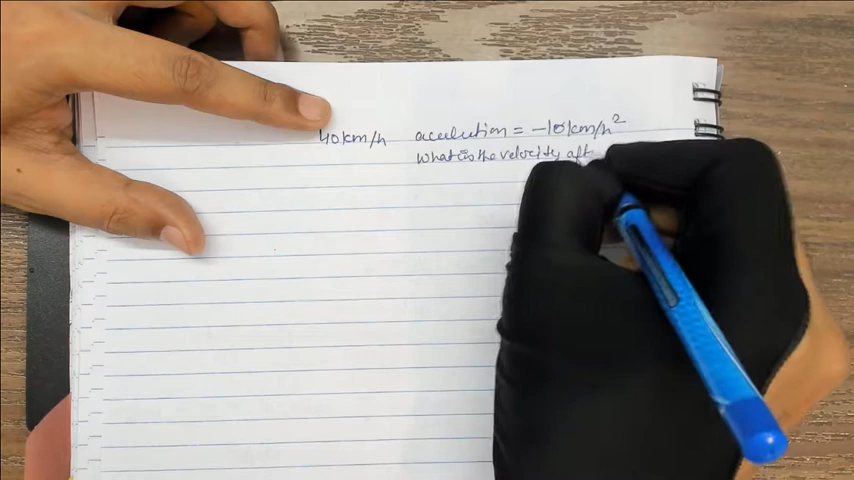 40km/h acceleration = -10km/h²
what is the velocity aft